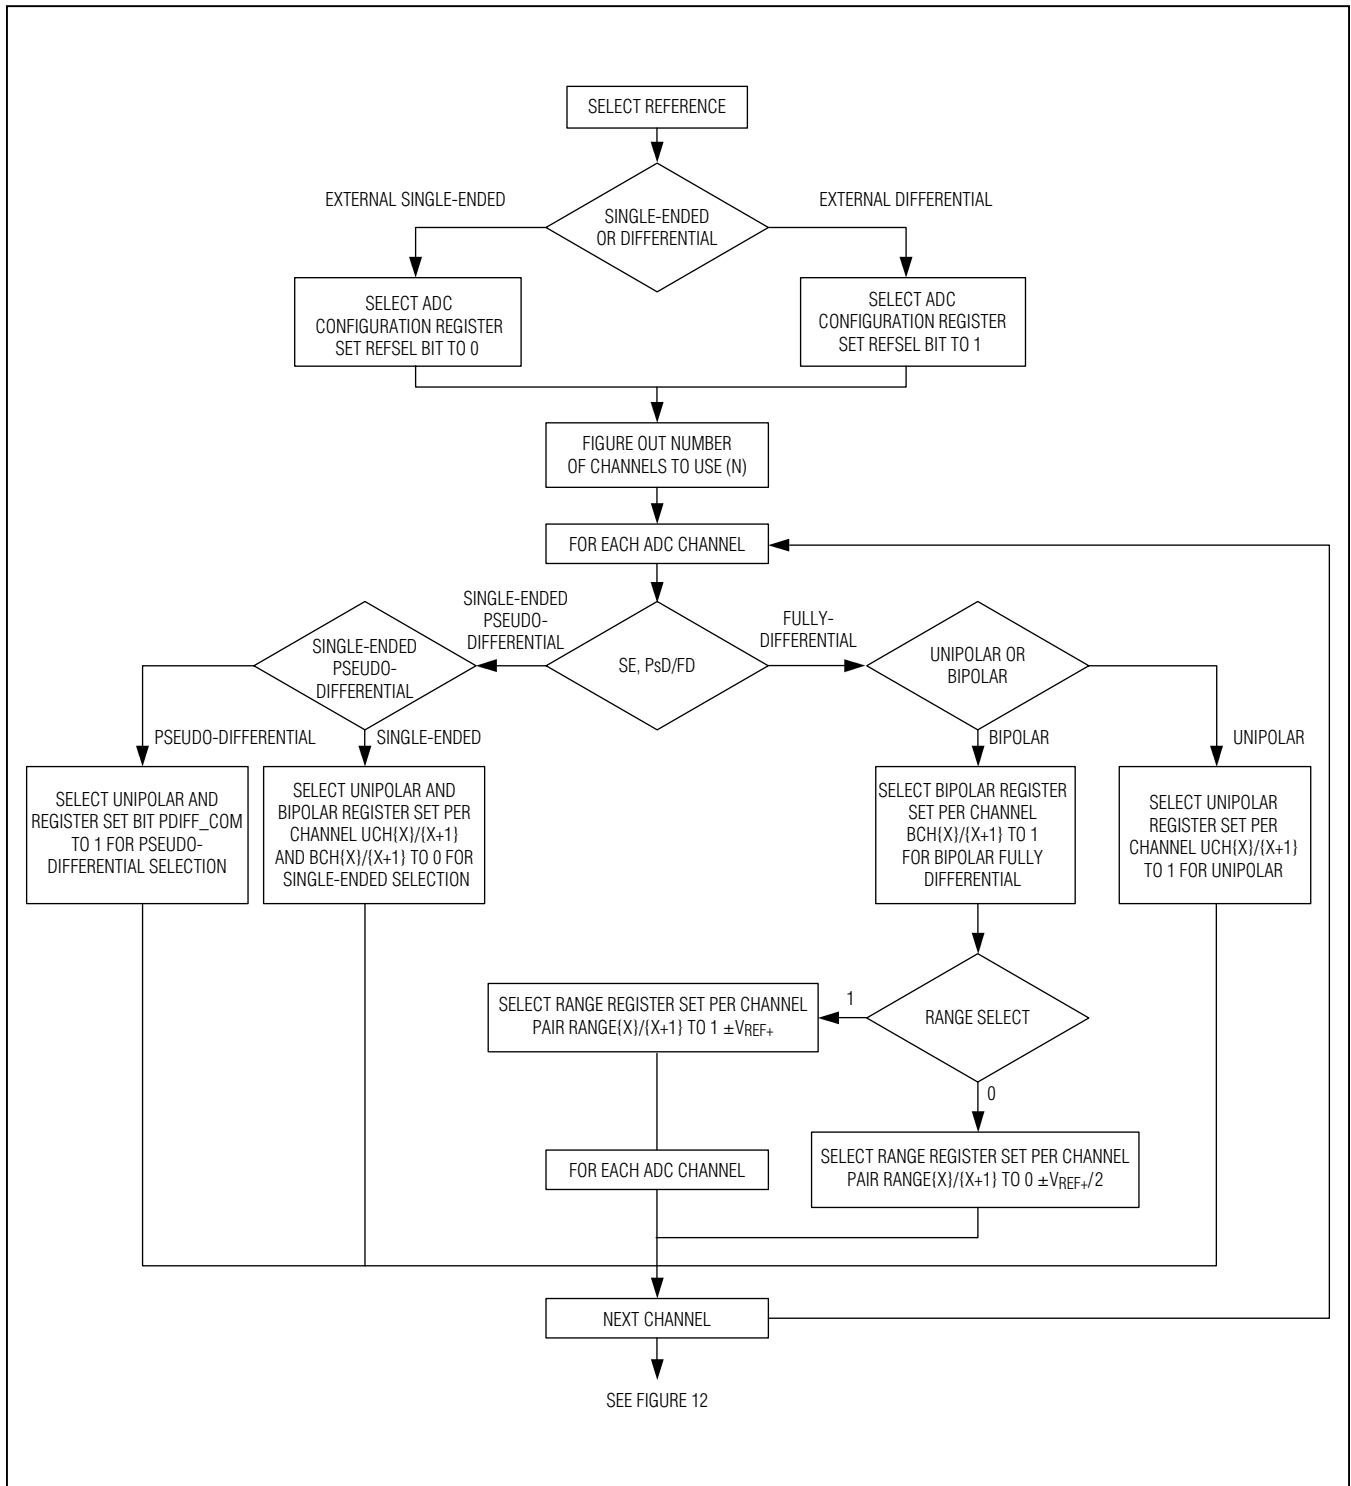 SELECT REFERENCE
EXTERNAL SINGLE-ENDED
EXTERNAL DIFFERENTIAL
SINGLE-ENDED
OR DIFFERENTIAL
SELECT ADC
CONFIGURATION REGISTER
SET REFSEL BIT TO 0
SELECT ADC
CONFIGURATION REGISTER
SET REFSEL BIT TO 1
FIGURE OUT NUMBER
OF CHANNELS TO USE (N)
FOR EACH ADC CHANNEL
SINGLE-ENDED
PSEUDO-
DIFFERENTIAL
SINGLE-ENDED
PSEUDO-
DIFFERENTIAL
SE, PsD/FD
FULLY-
DIFFERENTIAL
UNIPOLAR OR
BIPOLAR
PSEUDO-DIFFERENTIAL
SINGLE-ENDED
BIPOLAR
UNIPOLAR
SELECT UNIPOLAR AND
REGISTER SET BIT PDIFF_COM
TO 1 FOR PSEUDO-
DIFFERENTIAL SELECTION
SELECT UNIPOLAR AND
BIPOLAR REGISTER SET PER
CHANNEL UCH{X}/{X+1}
AND BCH{X}/{X+1} TO 0 FOR
SINGLE-ENDED SELECTION
SELECT BIPOLAR REGISTER
SET PER CHANNEL
BCH{X}/{X+1} TO 1
FOR BIPOLAR FULLY
DIFFERENTIAL
SELECT UNIPOLAR
REGISTER SET PER
CHANNEL UCH{X}/{X+1}
TO 1 FOR UNIPOLAR
SELECT RANGE REGISTER SET PER CHANNEL
PAIR RANGE{X}/{X+1} TO 1 ±VREF+
1
RANGE SELECT
0
FOR EACH ADC CHANNEL
SELECT RANGE REGISTER SET PER CHANNEL
PAIR RANGE{X}/{X+1} TO 0 ±VREF+/2
NEXT CHANNEL
SEE FIGURE 12